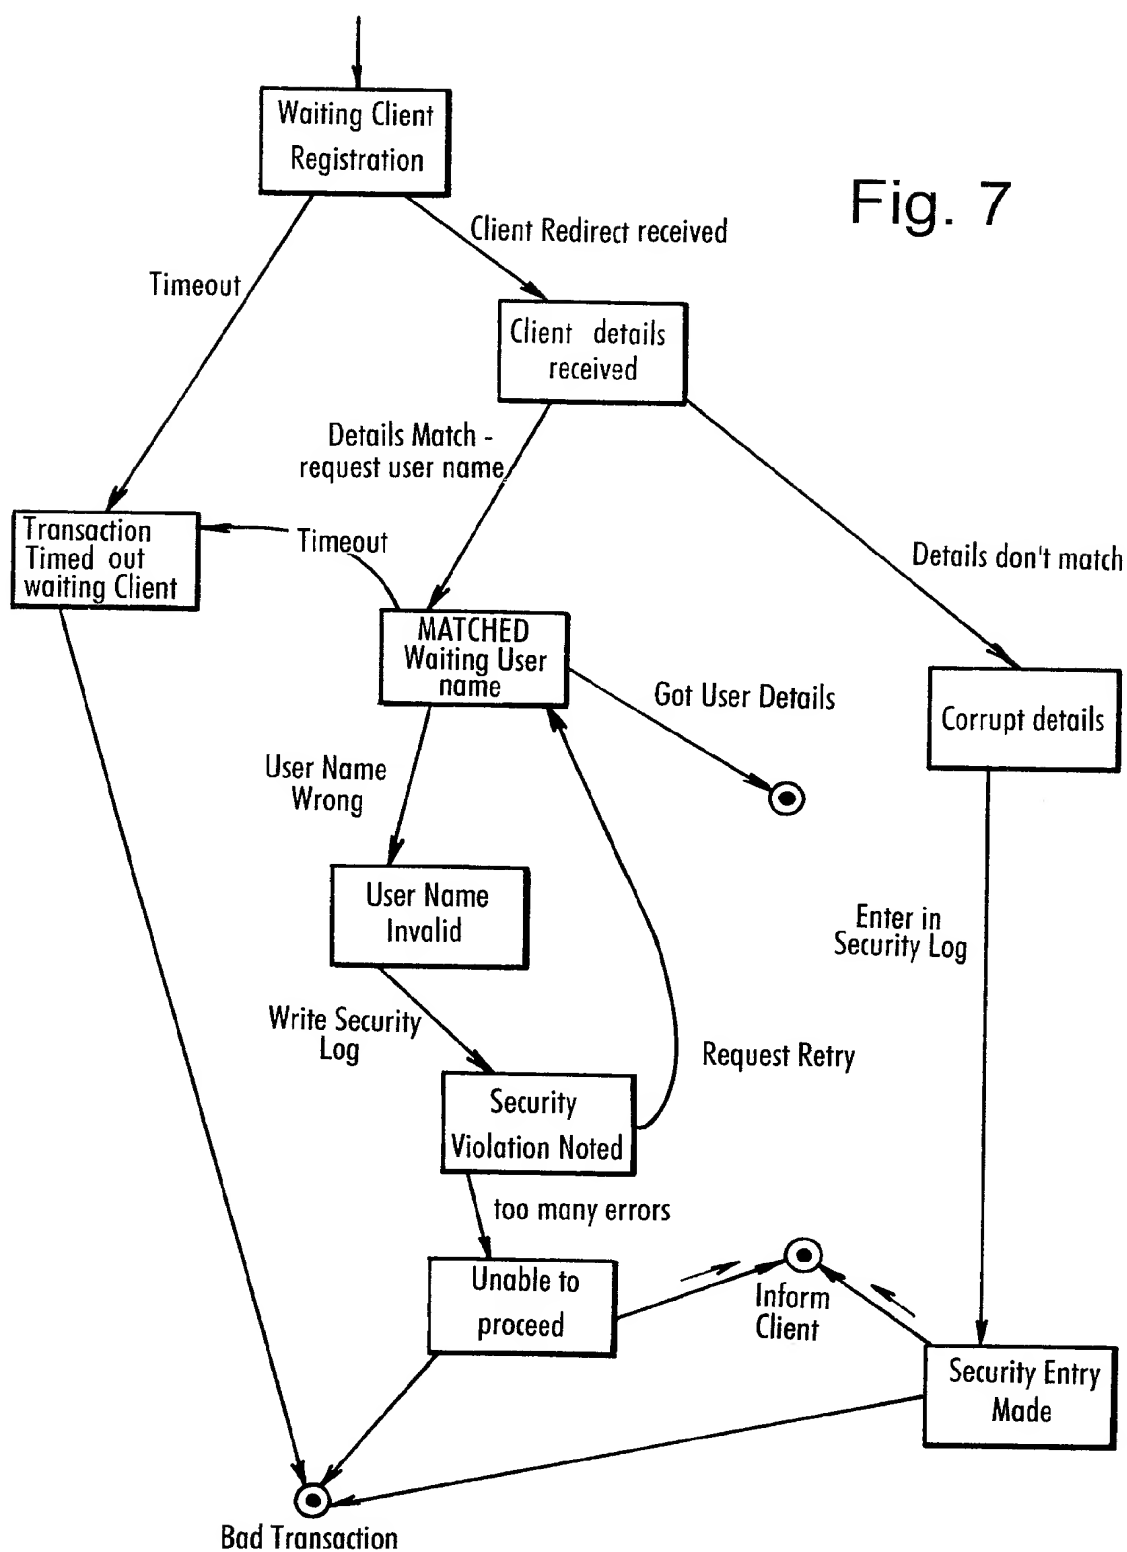 Waiting Client
Registration
Fig. 7
Client Redirect received
Timeout
Client details
received
Details Match -
request user name
Transaction
Timed out
waiting Client
Timeout
Details don't match
MATCHED
Waiting User
name
Got User Details
Corrupt details
User Name
Wrong
User Name
Invalid
Enter in
Security Log
Write Security
Log
Request Retry
Security
Violation Noted
too many errors
Unable to
proceed
Inform
Client
Security Entry
Made
Bad Transaction